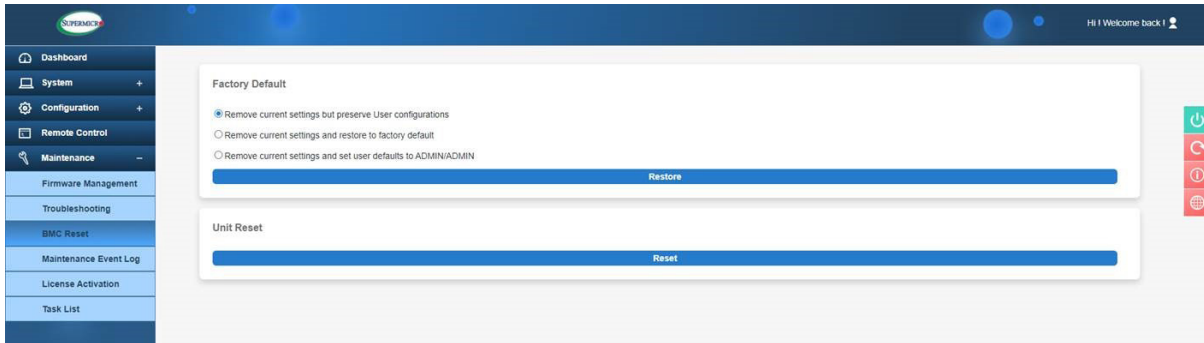 SUPERMICR
Hi ! Welcome back !
Dashboard
System +
Configuration +
Remote Control
Maintenance −
Firmware Management
Troubleshooting
BMC Reset
Maintenance Event Log
License Activation
Task List
Factory Default
Remove current settings but preserve User configurations
Remove current settings and restore to factory default
Remove current settings and set user defaults to ADMIN/ADMIN
Restore
Unit Reset
Reset